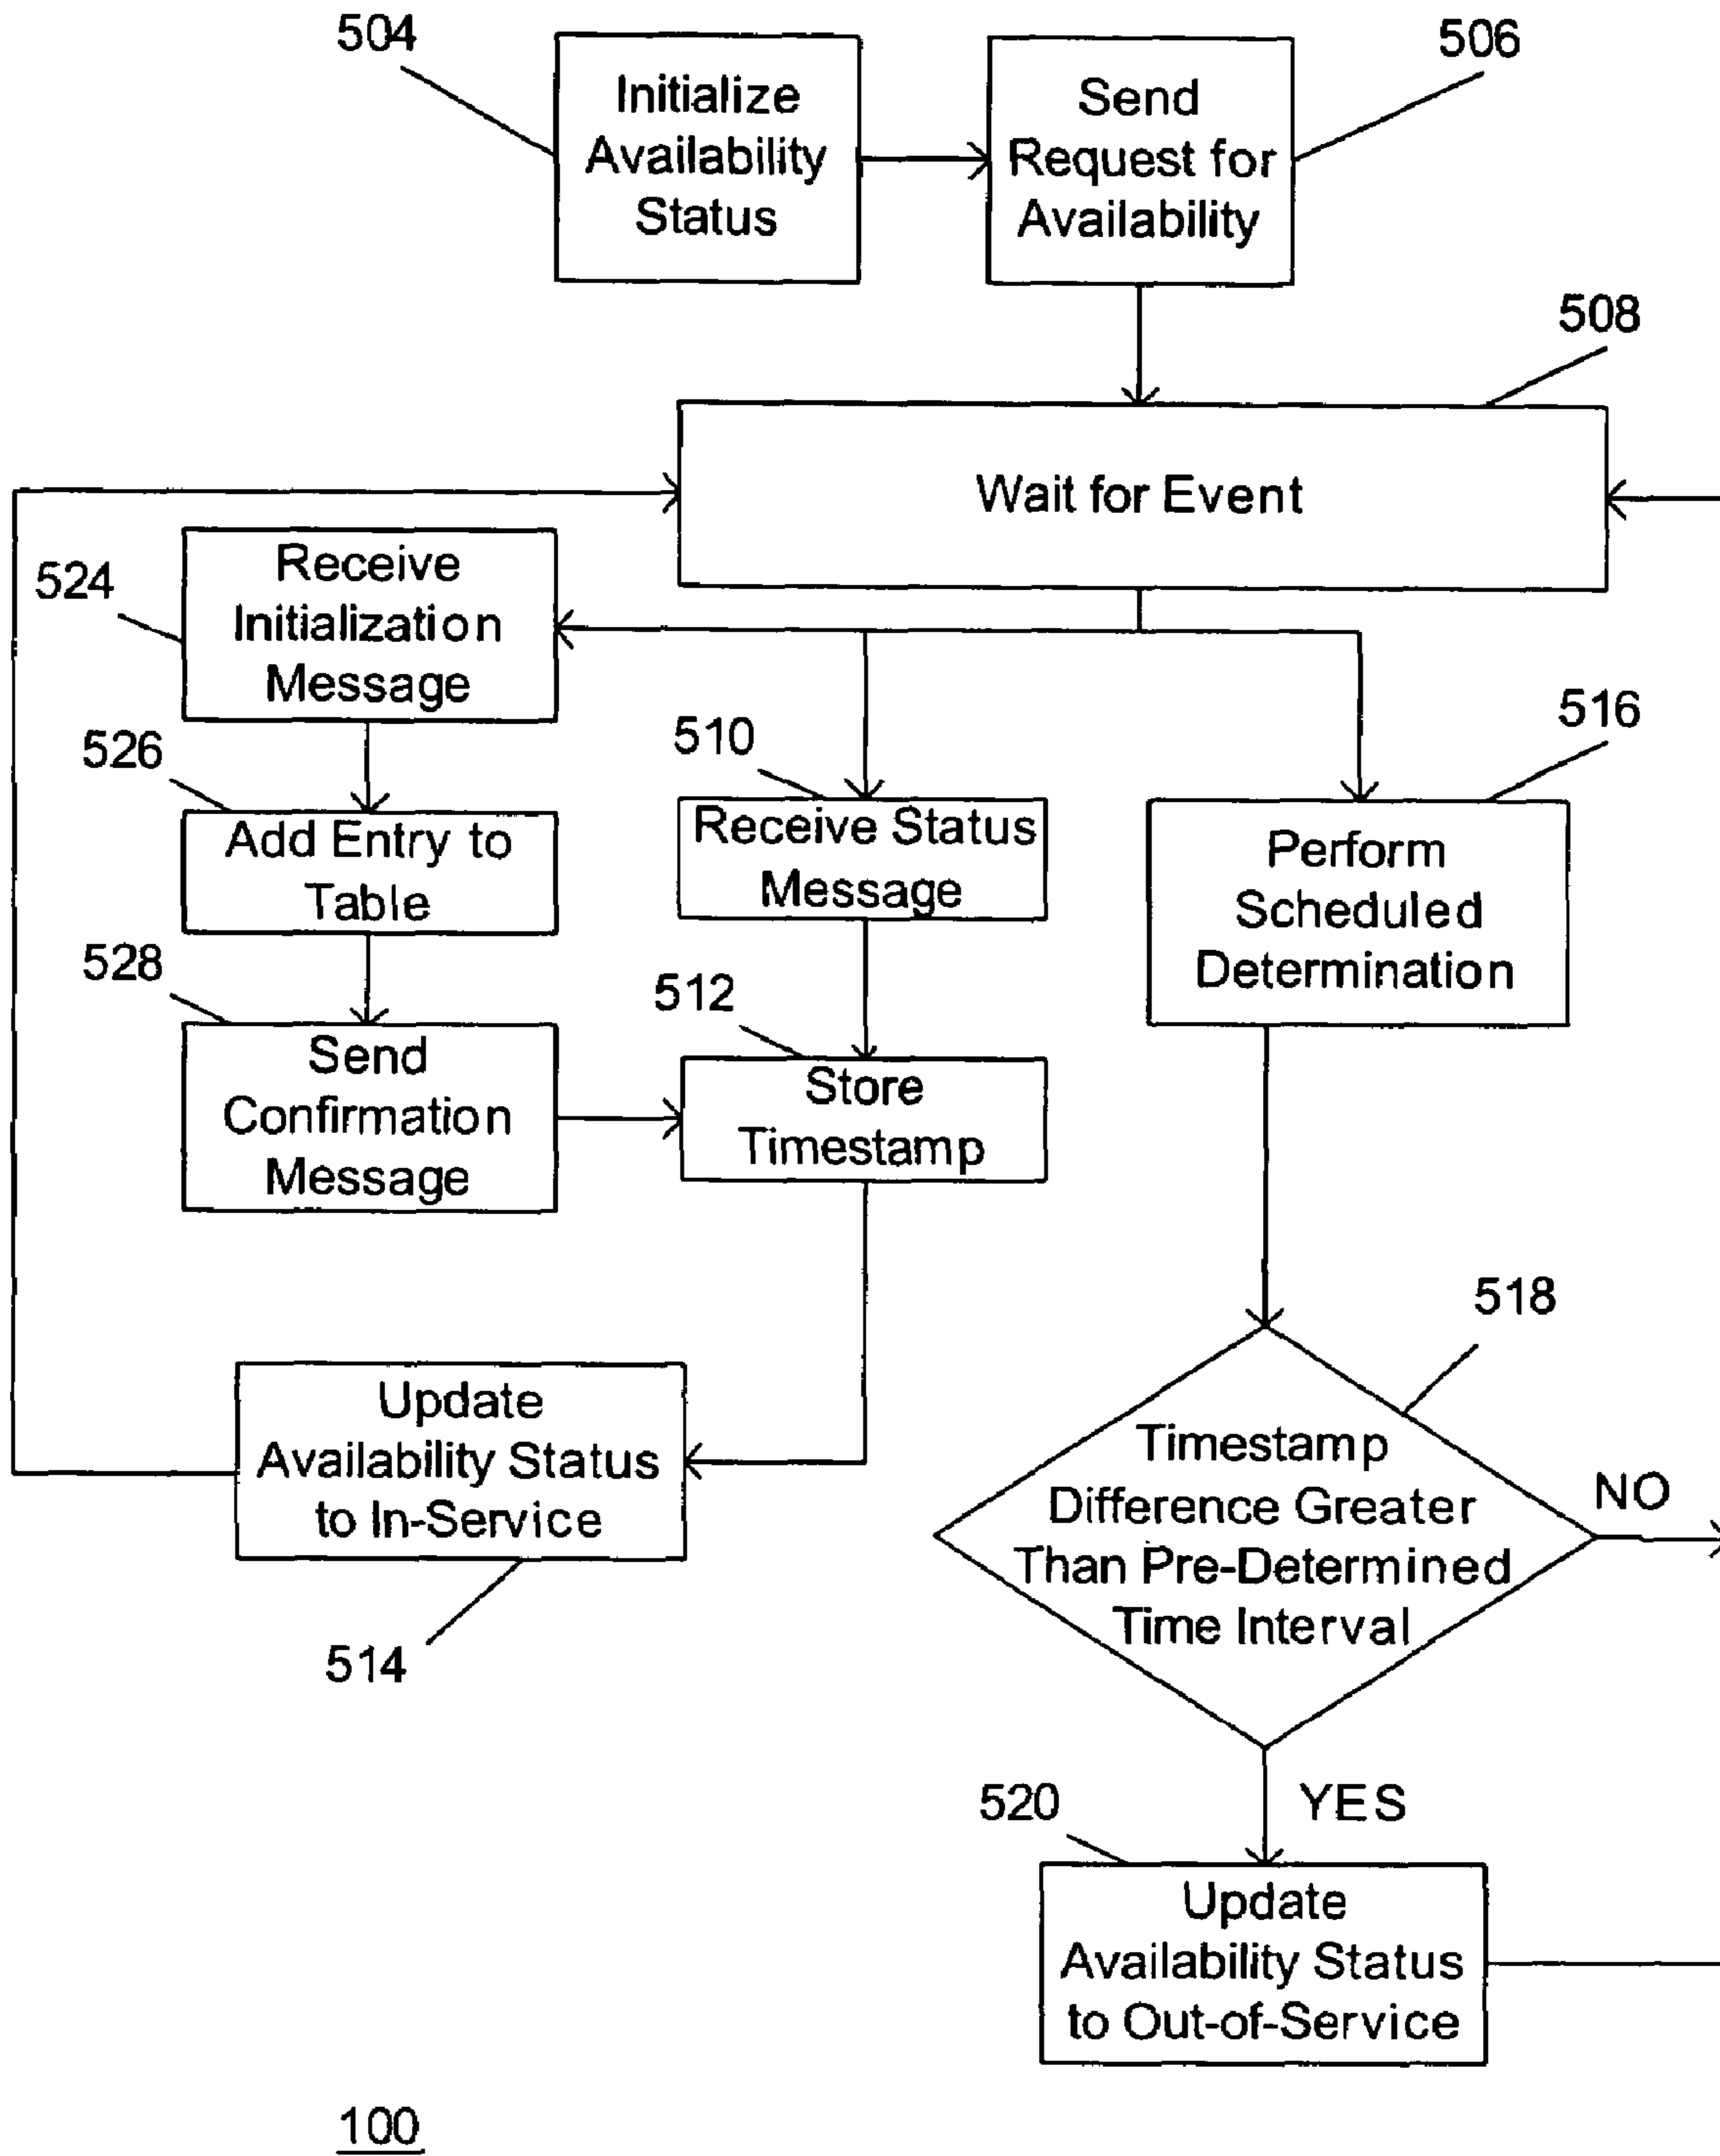 504
Initialize
Availability
Status
506
Send
Request for
Availability
508
Wait for Event
524
Receive
Initialization
Message
526
Add Entry to
Table
528
Send
Confirmation
Message
510
Receive Status
Message
512
Store
Timestamp
514
Update
Availability Status
to In-Service
516
Perform
Scheduled
Determination
518
Timestamp
Difference Greater
Than Pre-Determined
Time Interval
NO
YES
520
Update
Availability Status
to Out-of-Service
100